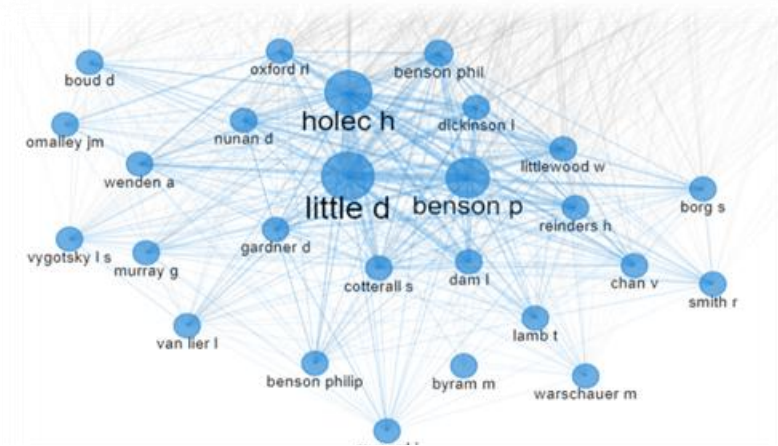 oxford rl
benson phil
boud d
holec h
dickinson l
omalley jm
nunan d
littlewood w
wenden a
little d
benson p
borg s
reinders h
gardner d
vygotsky l s
murray g
cotterall s
dam l
chan v
smith r
van lier l
lamb t
benson philip
byram m
warschauer m